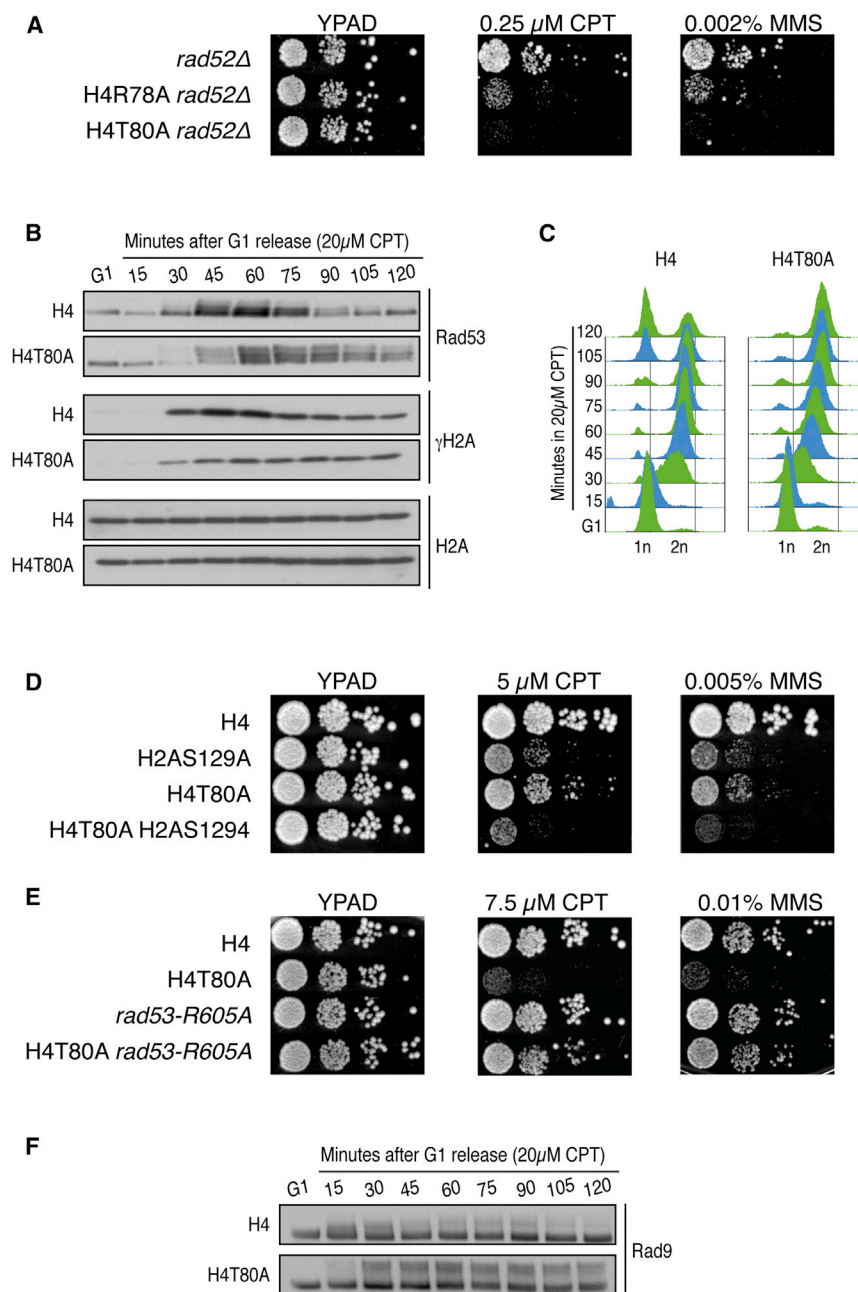 A
YPAD 0.25 μM CPT 0.002% MMS
rad52Δ
H4R78A rad52Δ
H4T80A rad52Δ
B
Minutes after G1 release (20μM CPT)
G1 15 30 45 60 75 90 105 120
H4
H4T80A
Rad53
H4
H4T80A
γH2A
H4
H4T80A
H2A
C
H4 H4T80A
Minutes in 20μM CPT
120
105
90
75
60
45
30
15
G1
1n 2n 1n 2n
D
YPAD 5 μM CPT 0.005% MMS
H4
H2AS129A
H4T80A
H4T80A H2AS1294
E
YPAD 7.5 μM CPT 0.01% MMS
H4
H4T80A
rad53-R605A
H4T80A rad53-R605A
F
Minutes after G1 release (20μM CPT)
G1 15 30 45 60 75 90 105 120
H4
H4T80A
Rad9